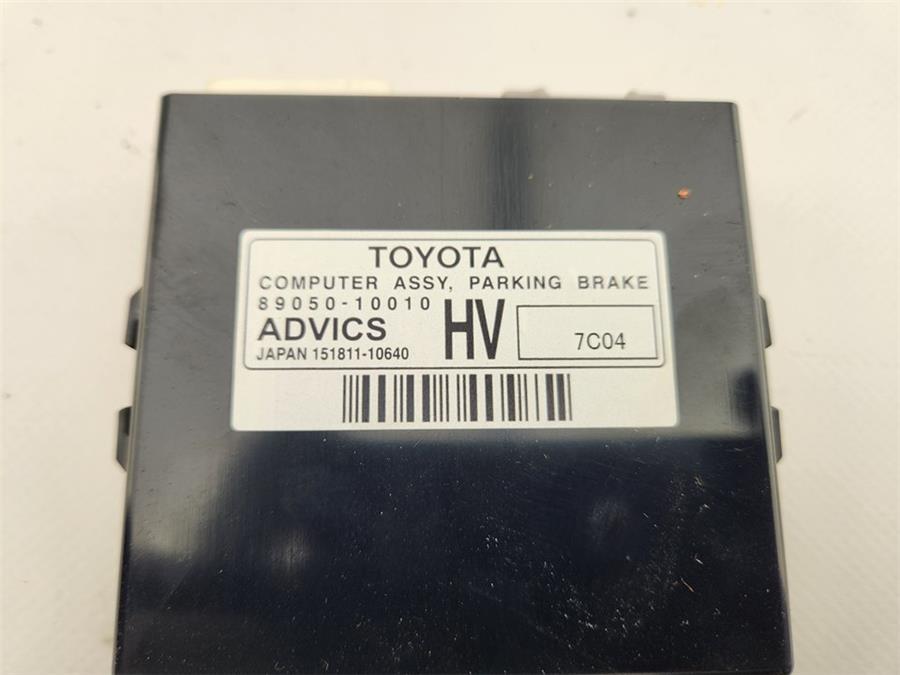 TOYOTA
COMPUTER ASSY, PARKING BRAKE
89050-10010
ADVICS HV 7C04
JAPAN 151811-10640